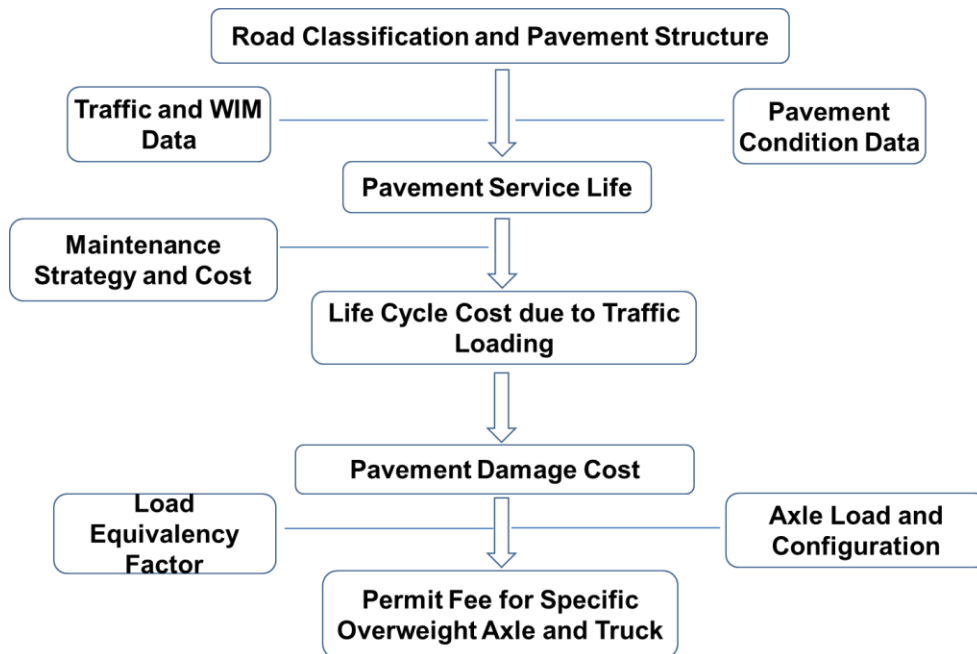 Road Classification and Pavement Structure
Traffic and WIM
Data
Pavement
Condition Data
Pavement Service Life
Maintenance
Strategy and Cost
Life Cycle Cost due to Traffic
Loading
Pavement Damage Cost
Load
Equivalency
Factor
Axle Load and
Configuration
Permit Fee for Specific
Overweight Axle and Truck